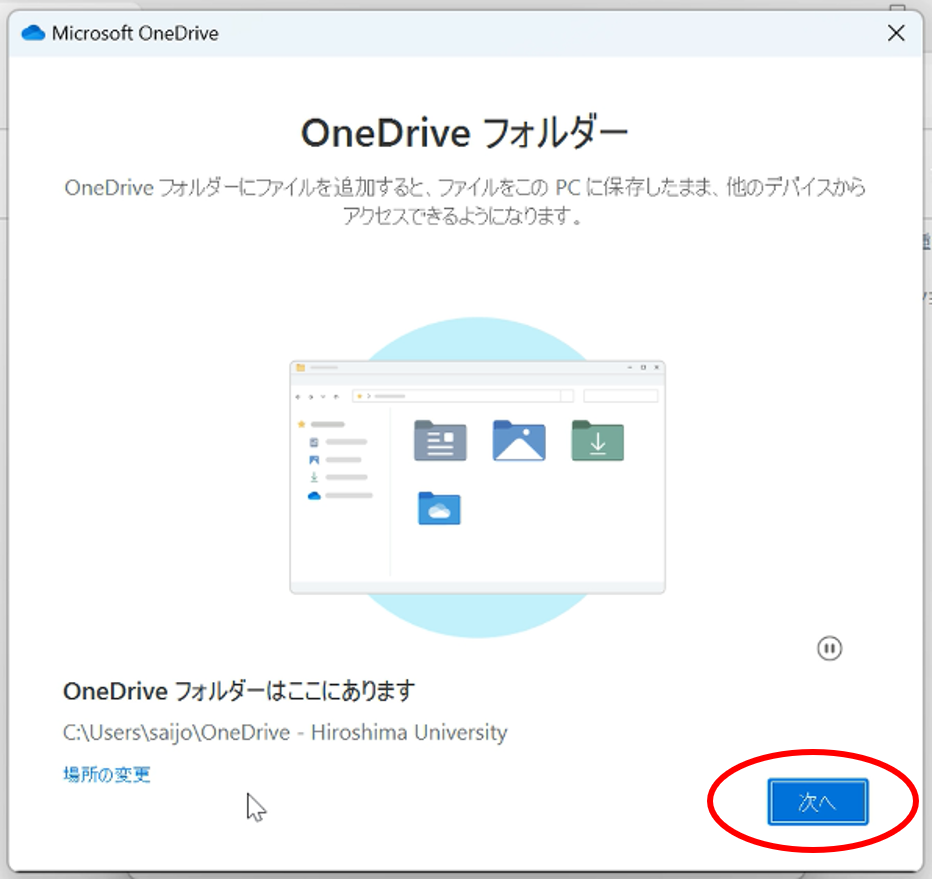 Microsoft OneDrive
OneDrive フォルダー
OneDrive フォルダーにファイルを追加すると、ファイルをこの PC に保存したまま、他のデバイスから
アクセスできるようになります。
OneDrive フォルダーはここにあります
C:\Users\saijo\OneDrive - Hiroshima University
場所の変更
次へ